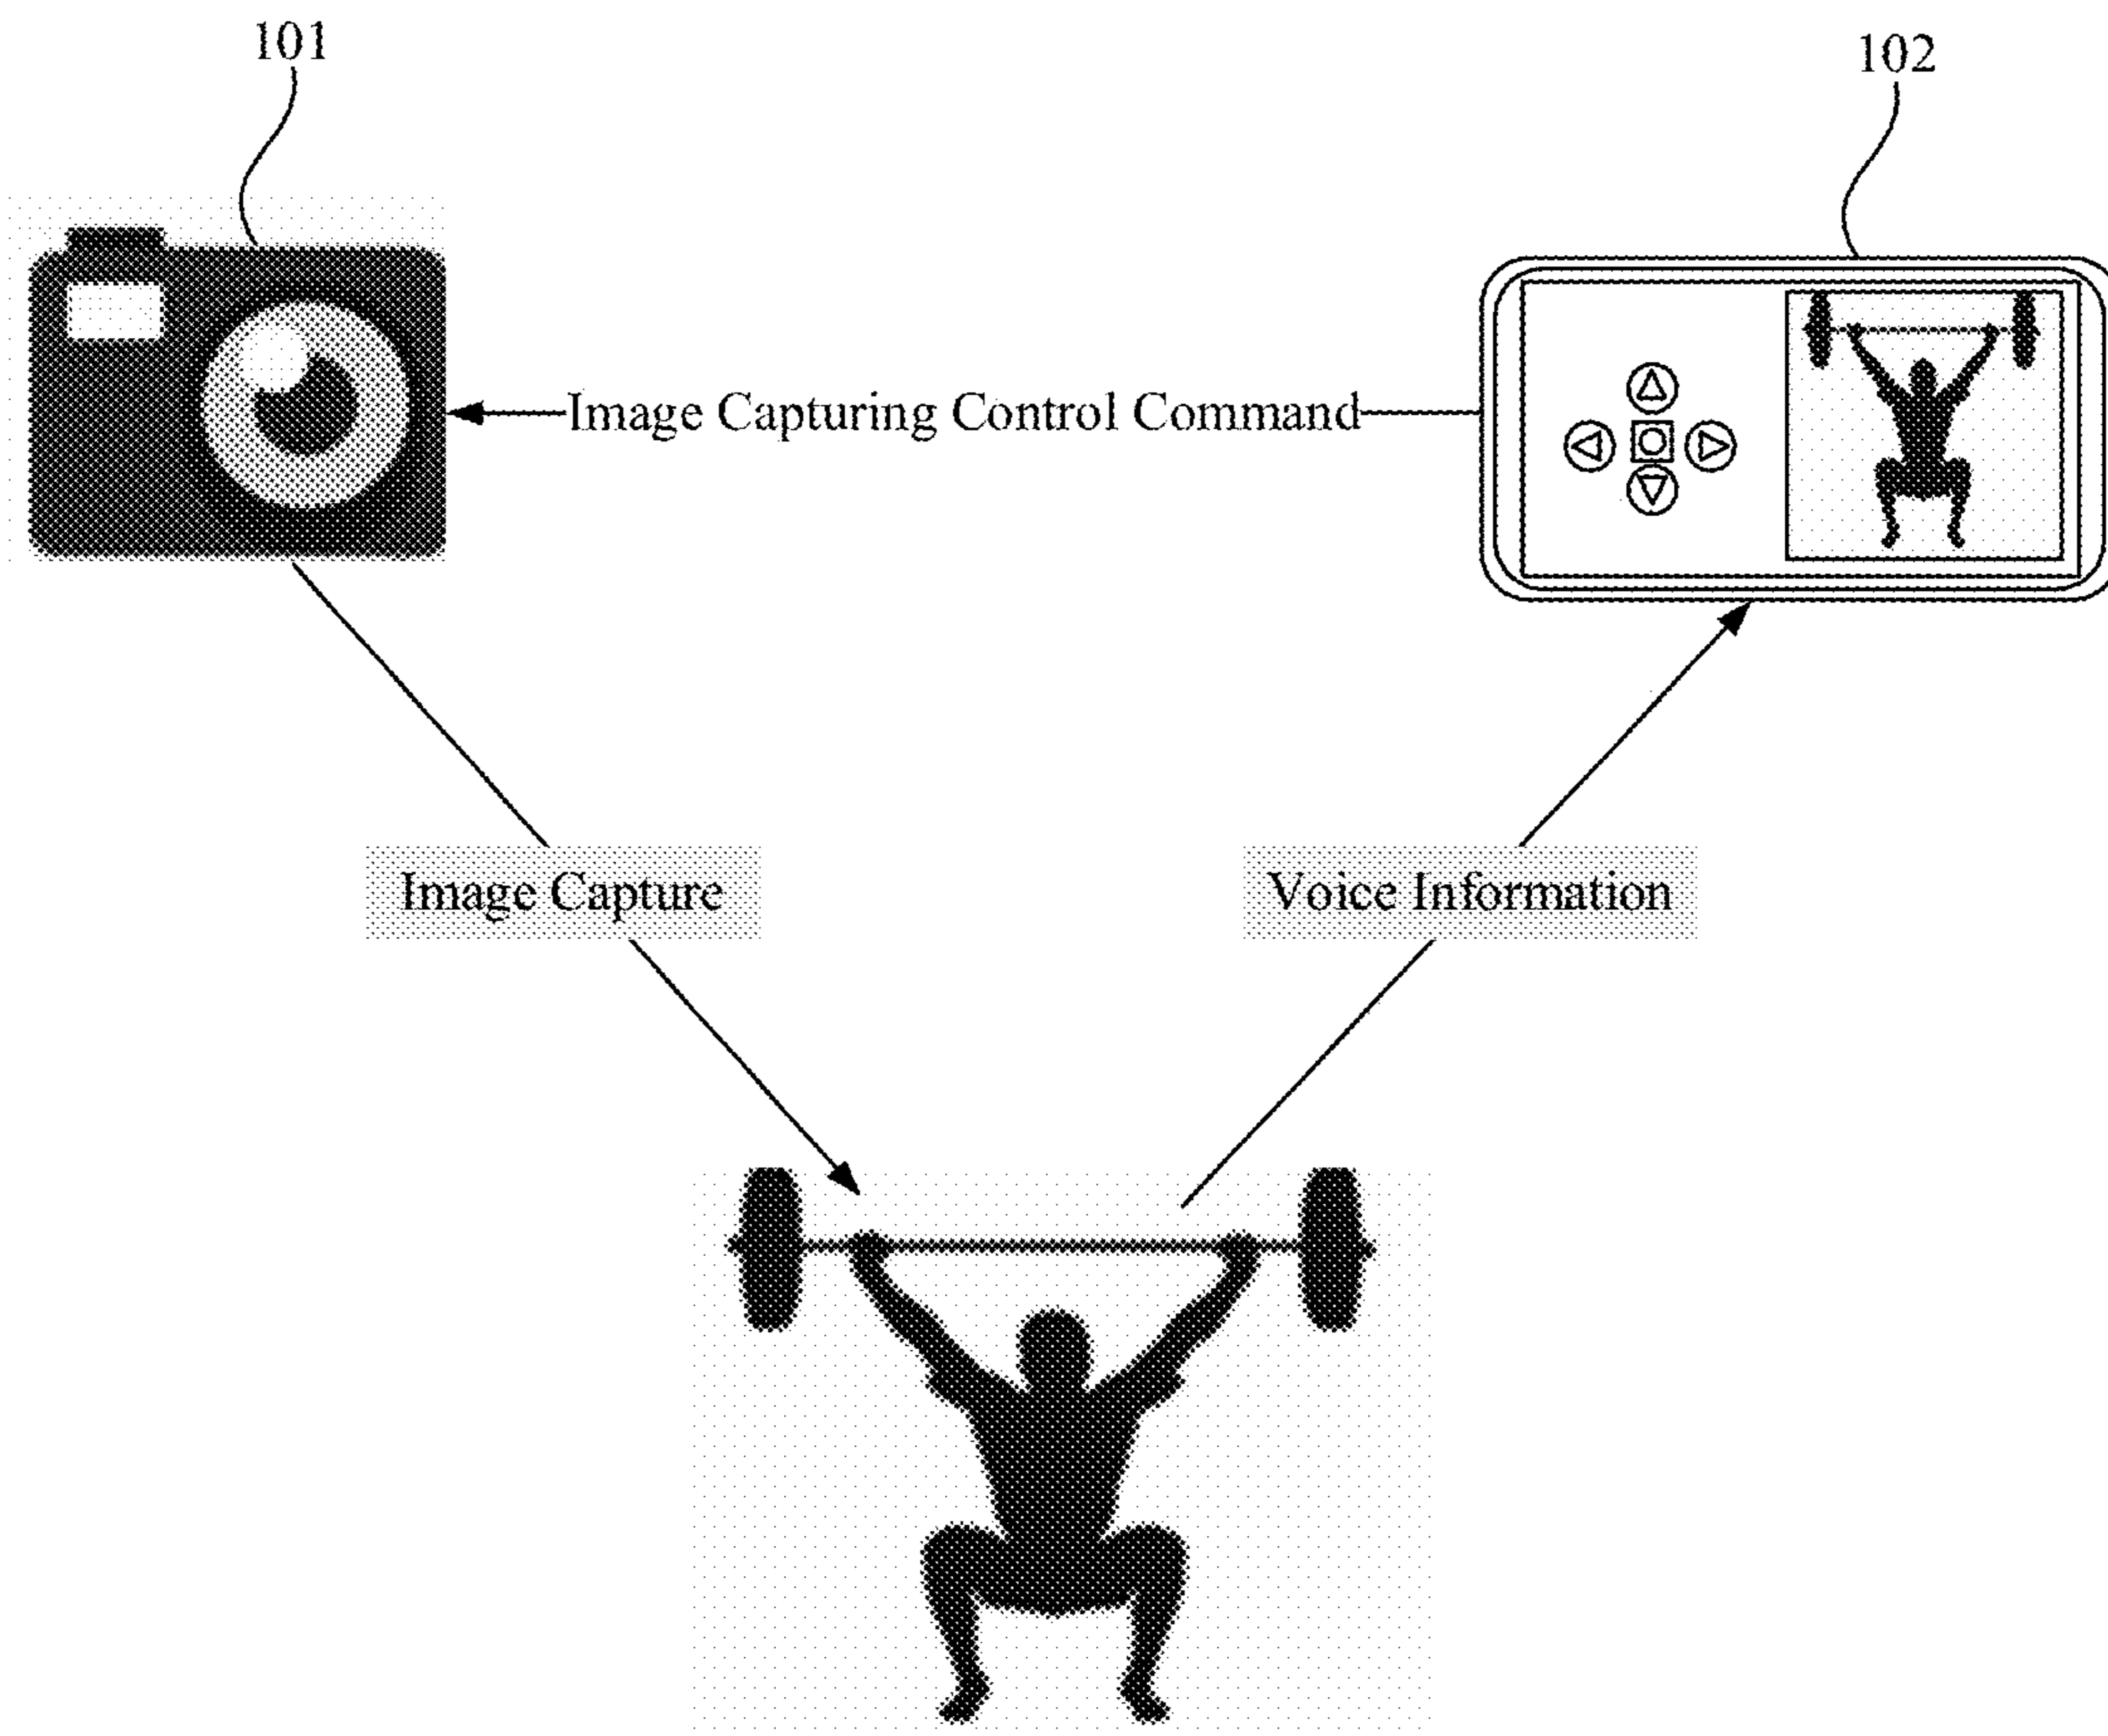 101
102
Image Capturing Control Command
Image Capture
Voice Information